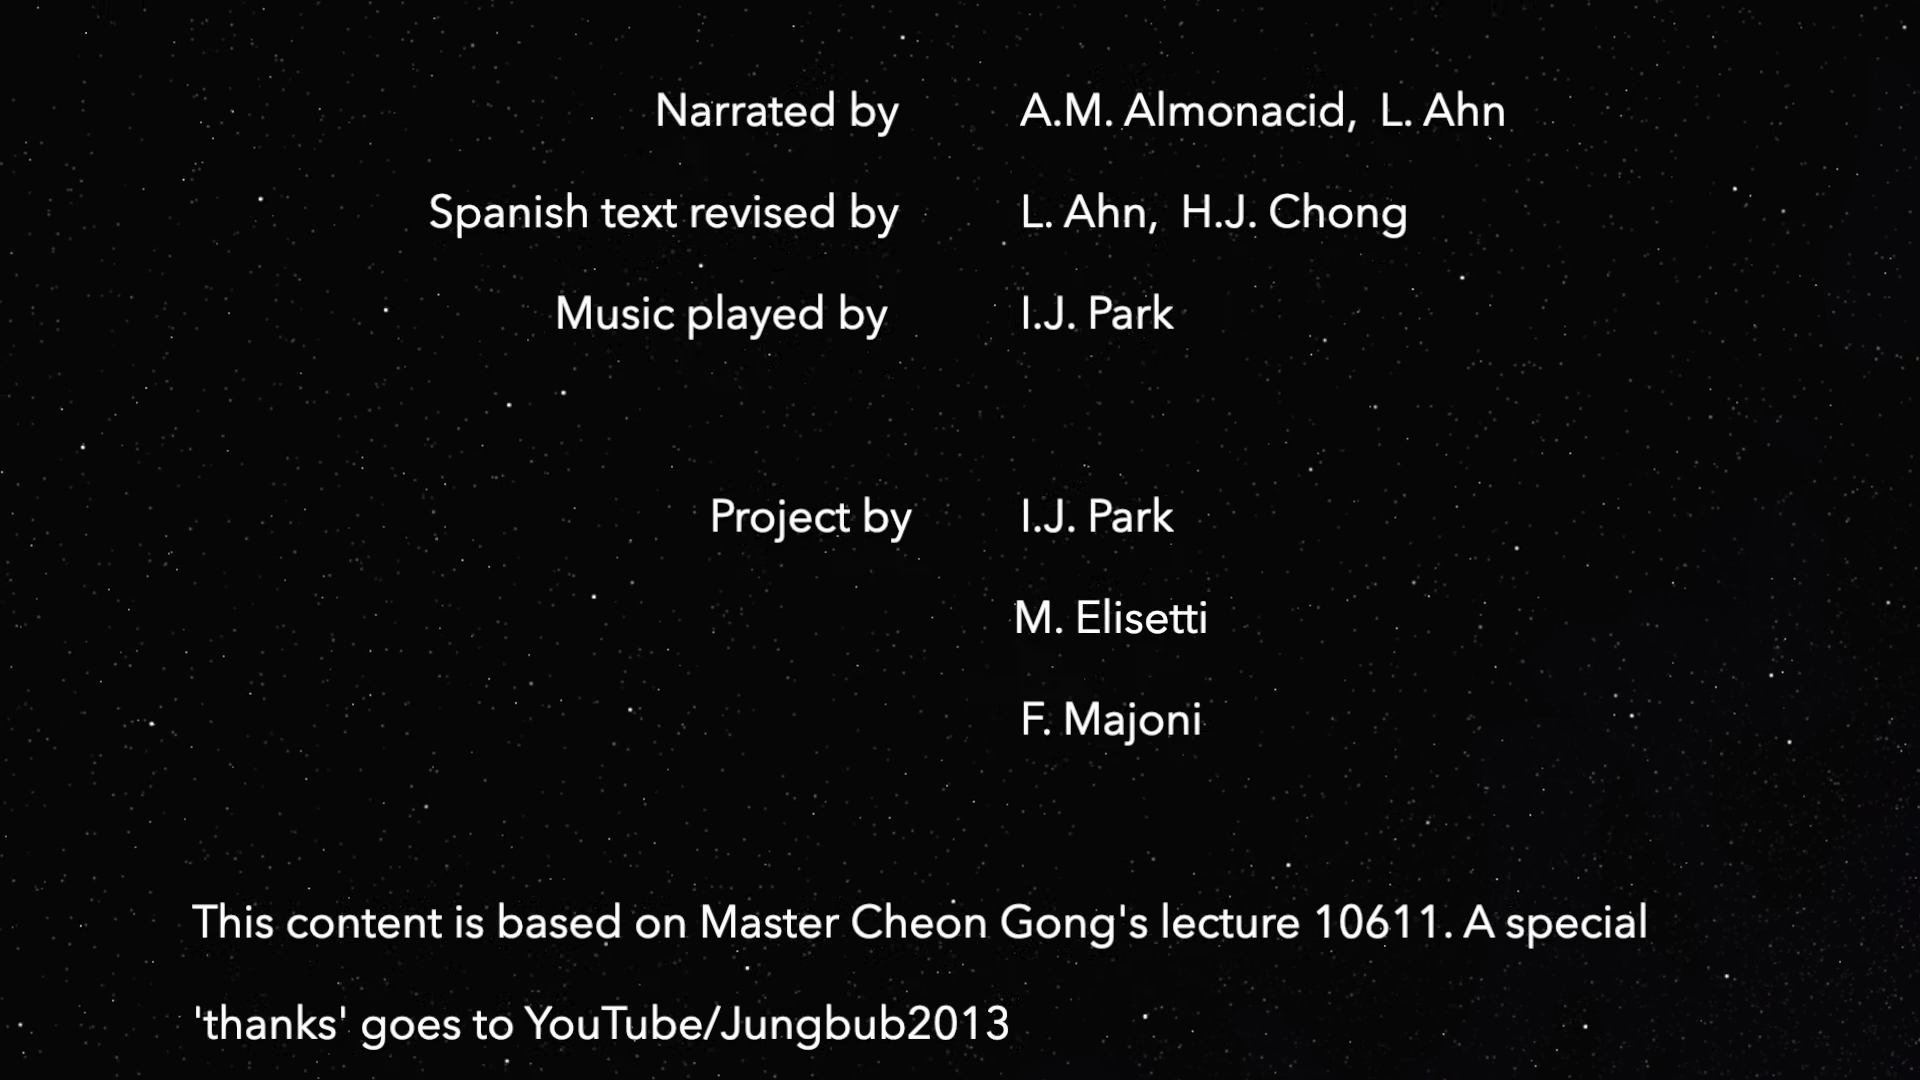 Narrated by A.M. Almonacid, L. Ahn
Spanish text revised by L. Ahn, H.J. Chong
Music played by I.J. Park
Project by I.J. Park
M. Elisetti
F. Majoni
This content is based on Master Cheon Gong's lecture 10611. A special
'thanks' goes to YouTube/Jungbub2013